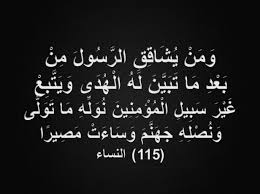 وَمَنْ يُشَاقِقِ الرَّسُولَ مِنْ
بَعْدِ مَا تَبَيَّنَ لَهُ الْهُدَى وَيَتَّبِعْ
غَيْرَ سَبِيلِ الْمُؤْمِنِينَ نُوَلِّهِ مَا تَوَلَّى
وَنُصْلِهِ جَهَنَّمَ وَسَاءَتْ مَصِيرًا
(115) النساء